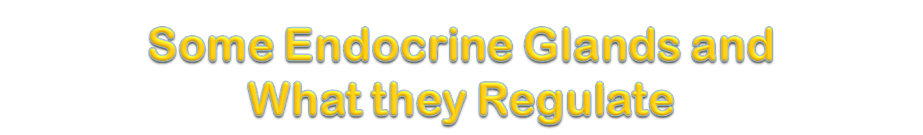 Some Endocrine Glands and
What they Regulate